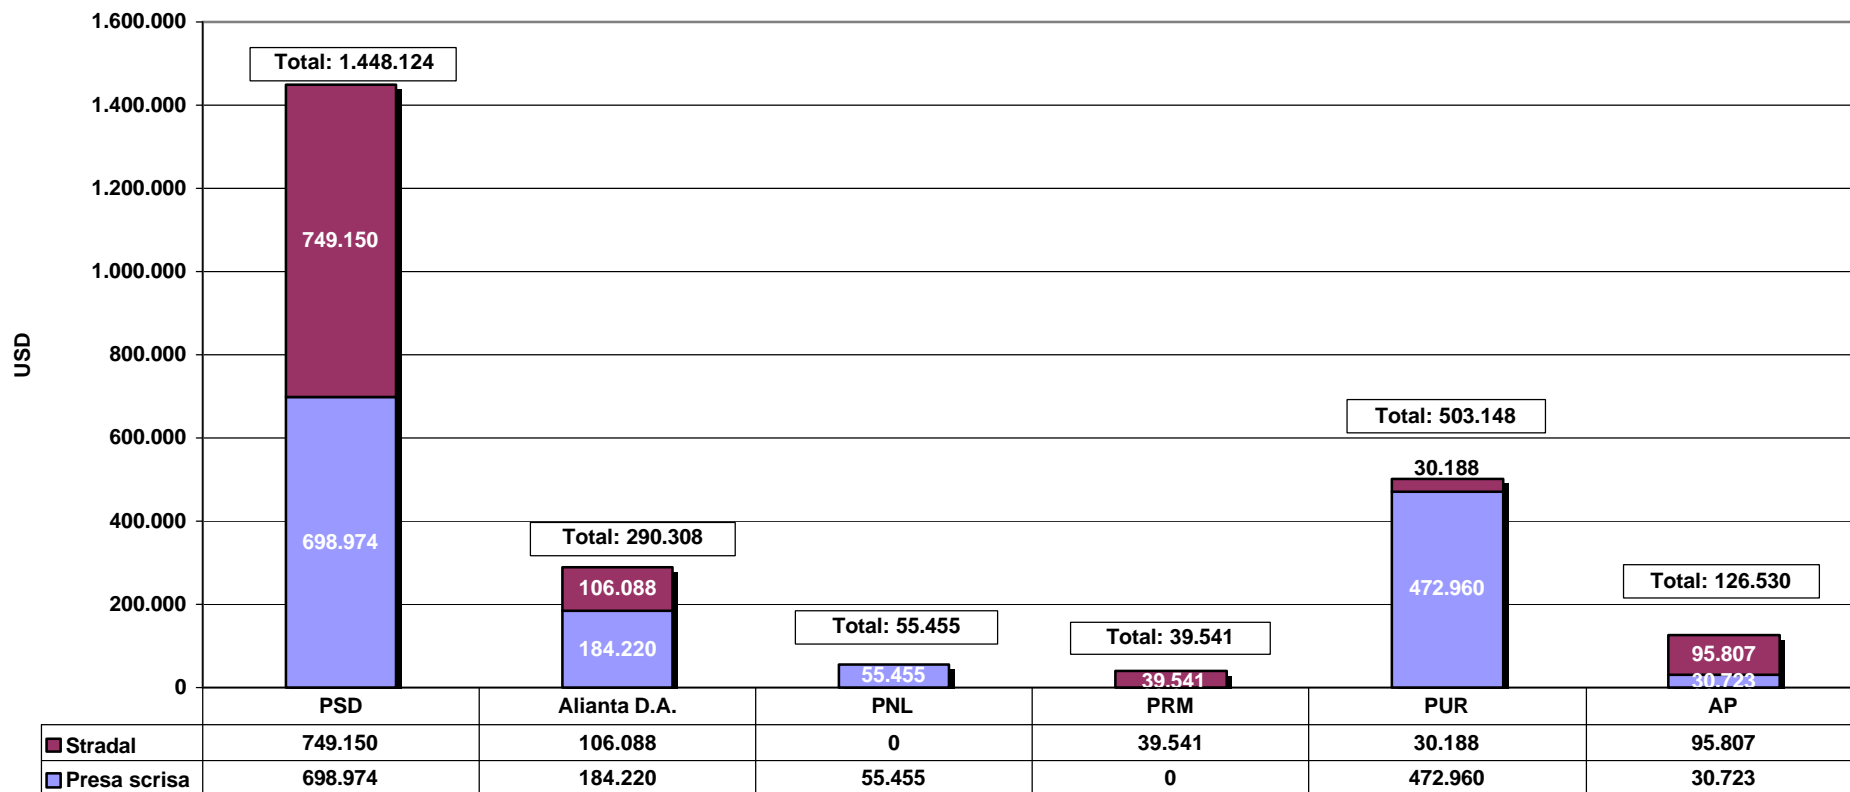 1.600.000
Total: 1.448.124
1.400.000
1.200.000
749.150
1.000.000
USD
800.000
Total: 503.148
600.000
30.188
698.974
400.000
Total: 290.308
472.960
106.088
Total: 126.530
200.000
Total: 55.455
Total: 39.541
184.220
95.807
55.455
39.541
30.723
0
PSD Alianta D.A. PNL PRM PUR AP
Stradal 749.150 106.088 0 39.541 30.188 95.807
Presa scrisa 698.974 184.220 55.455 0 472.960 30.723